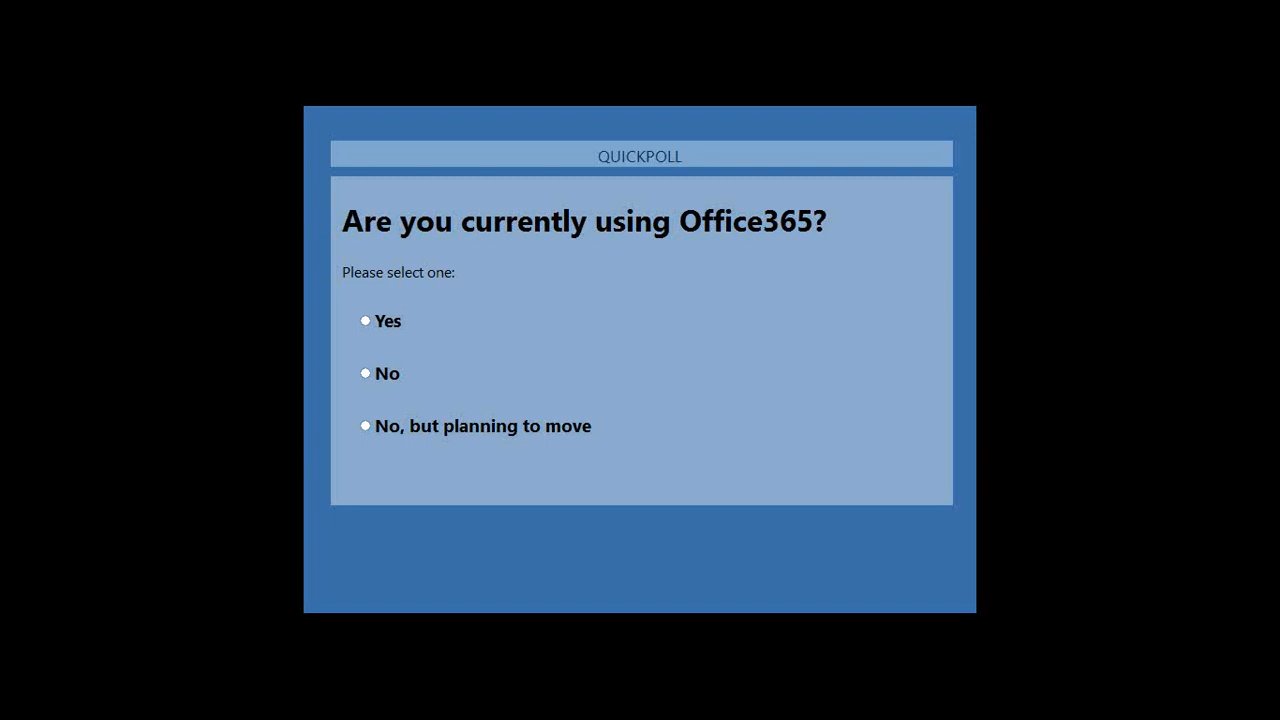 QUICKPOLL
Are you currently using Office365?
Please select one:
Yes
No
No, but planning to move